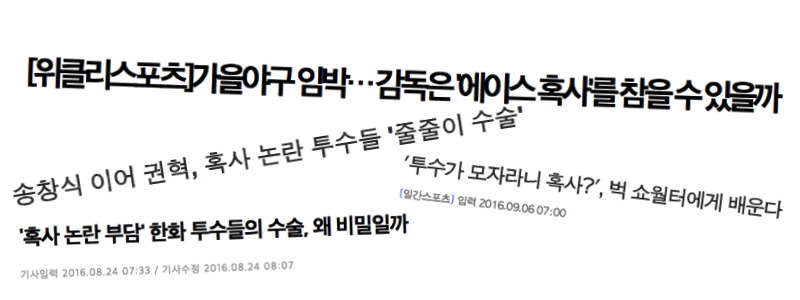 [위클리스포츠]가을야구 임박…감독은 '에이스 혹사'를 참을 수 있을까
송창식 이어 권혁, 혹사 논란 투수들 '줄줄이 수술'
'투수가 모자라니 혹사?', 벅 쇼월터에게 배운다
[일간스포츠] 입력 2016.09.06 07:00
'혹사 논란 부담' 한화 투수들의 수술, 왜 비밀일까
기사입력 2016.08.24 07:33 / 기사수정 2016.08.24 08:07